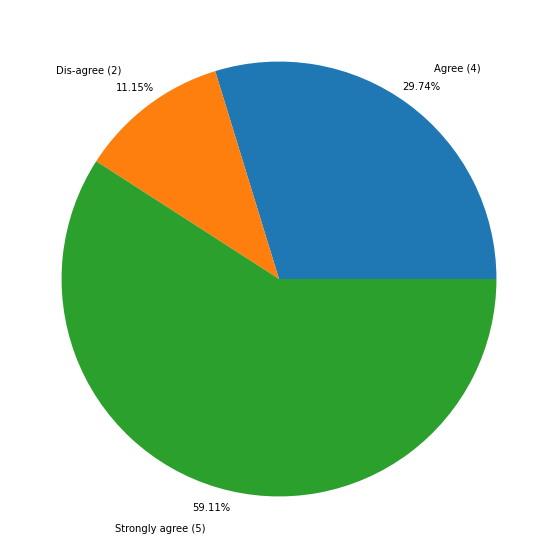 Agree (4)
29.74%
Dis-agree (2)
11.15%
59.11%
Strongly agree (5)